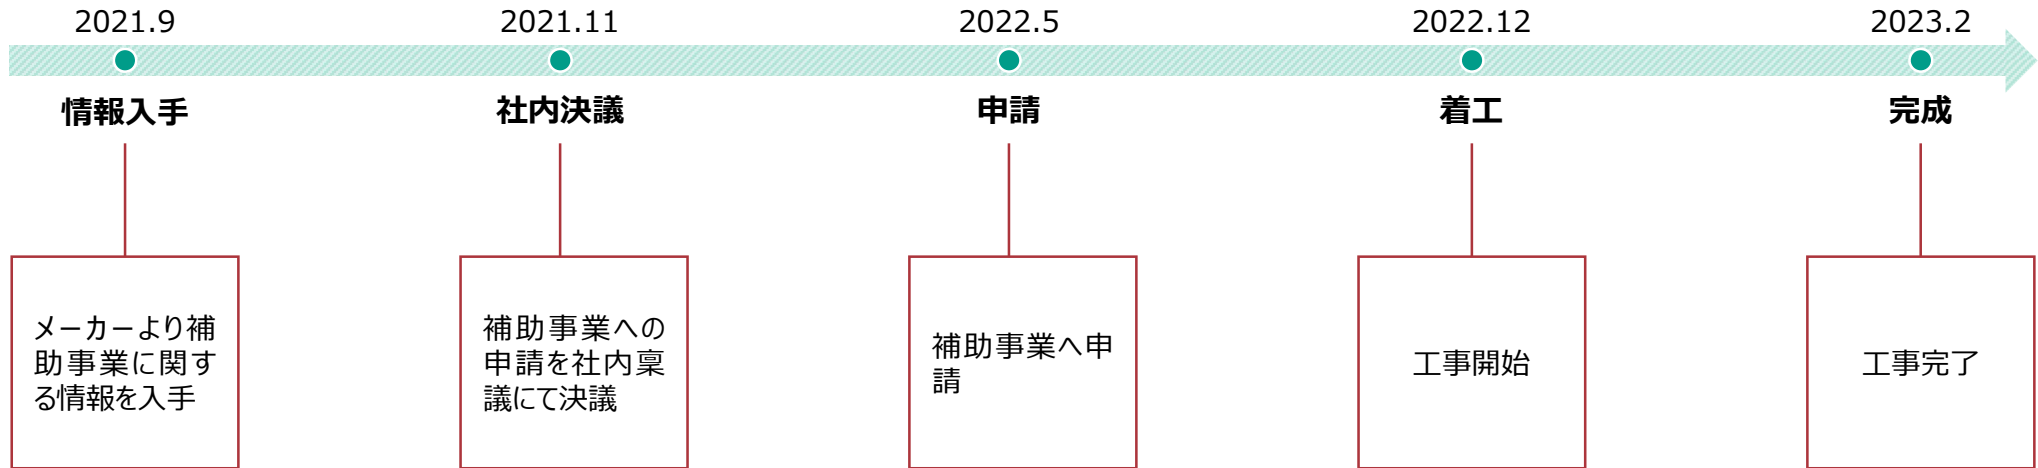 2021.9
2021.11
2022.5
2022.12
2023.2
情報入手
社内決議
申請
着工
完成
メーカーより補
助事業に関す
る情報を入手
補助事業への
申請を社内稟
議にて決議
補助事業へ申
請
工事開始
工事完了